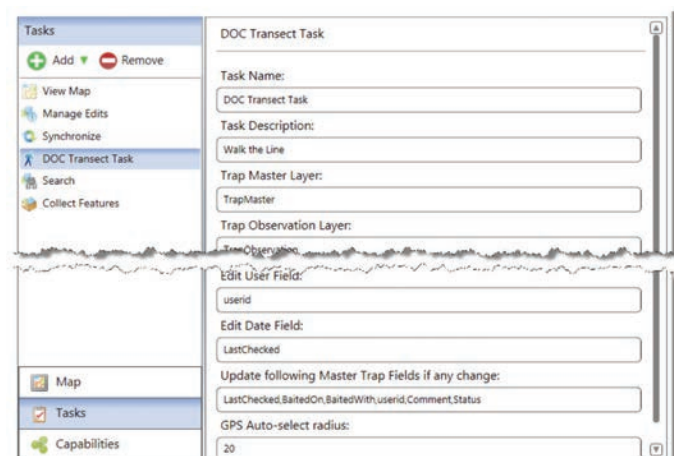 Tasks
Add Remove
View Map
Manage Edits
Synchronize
DOC Transect Task
Search
Collect Features
Map
Tasks
Capabilities
DOC Transect Task
Task Name:
DOC Transect Task
Task Description:
Walk the Line
Trap Master Layer:
TrapMaster
Trap Observation Layer:
TrapObservation
Edit User Field:
userid
Edit Date Field:
LastChecked
Update following Master Trap Fields if any change:
LastChecked,BaitedOn,BaitedWith,userid,Comment,Status
GPS Auto-select radius:
20